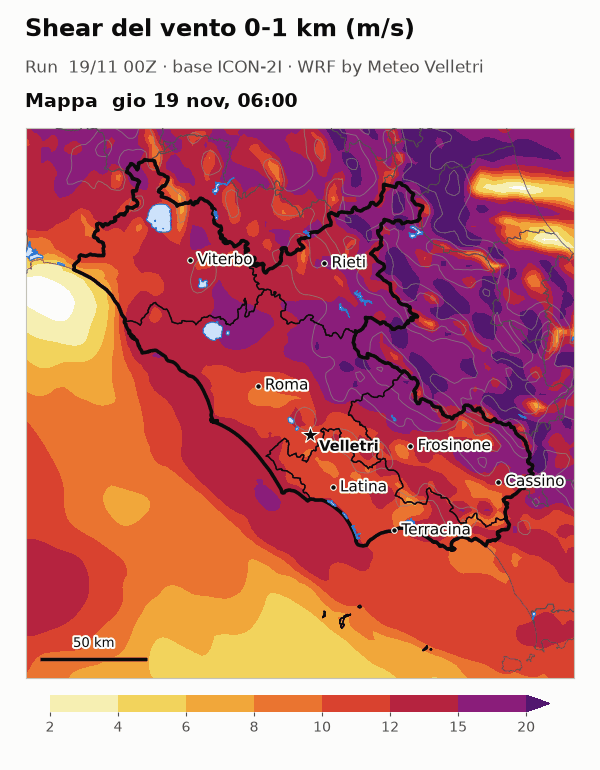 Shear del vento 0-1 km (m/s)
Run  19/11 00Z · base ICON-2I · WRF by Meteo Velletri
Mappa  gio 19 nov, 06:00
Viterbo
Rieti
Roma
Velletri
Frosinone
Latina
Cassino
Terracina
50 km
2 4 6 8 10 12 15 20